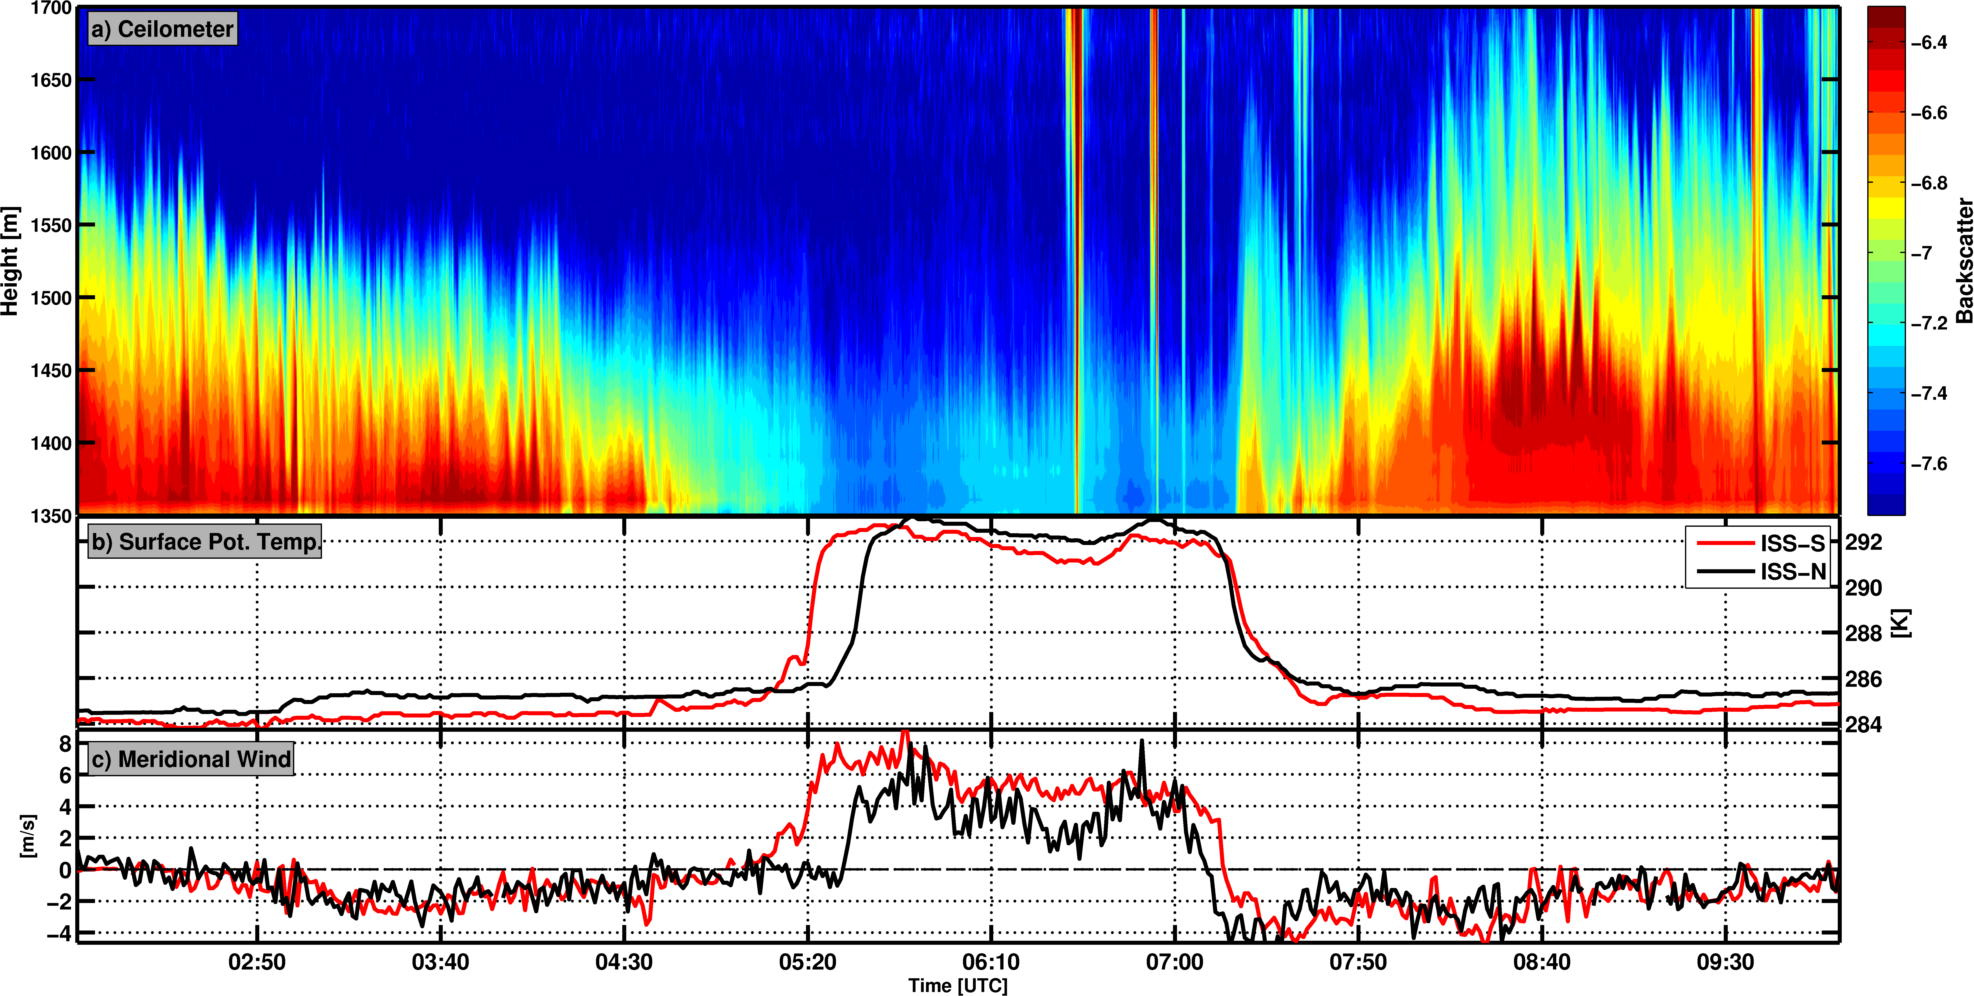 a) Ceilometer
1700
1650
1600
1550
1500
1450
1400
1350
Height [m]
−6.4
−6.6
−6.8
−7
−7.2
−7.4
−7.6
Backscatter
b) Surface Pot. Temp.
ISS−S
ISS−N
292
290
288
286
284
[K]
c) Meridional Wind
8
6
4
2
0
−2
−4
[m/s]
02:50 03:40 04:30 05:20 06:10 07:00 07:50 08:40 09:30
Time [UTC]